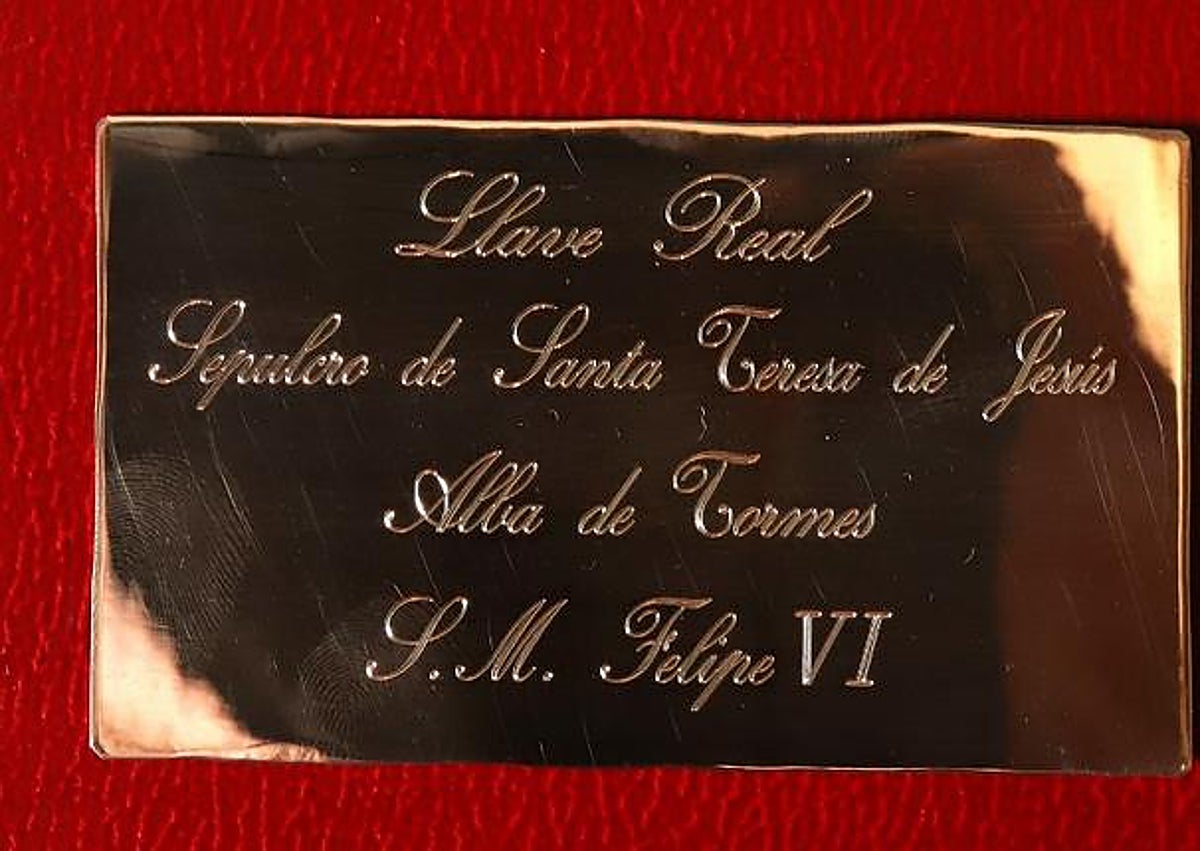 Llave Real
Sepulcro de Santa Teresa de Jesús
Alba de Tormes
S.M. Felipe VI